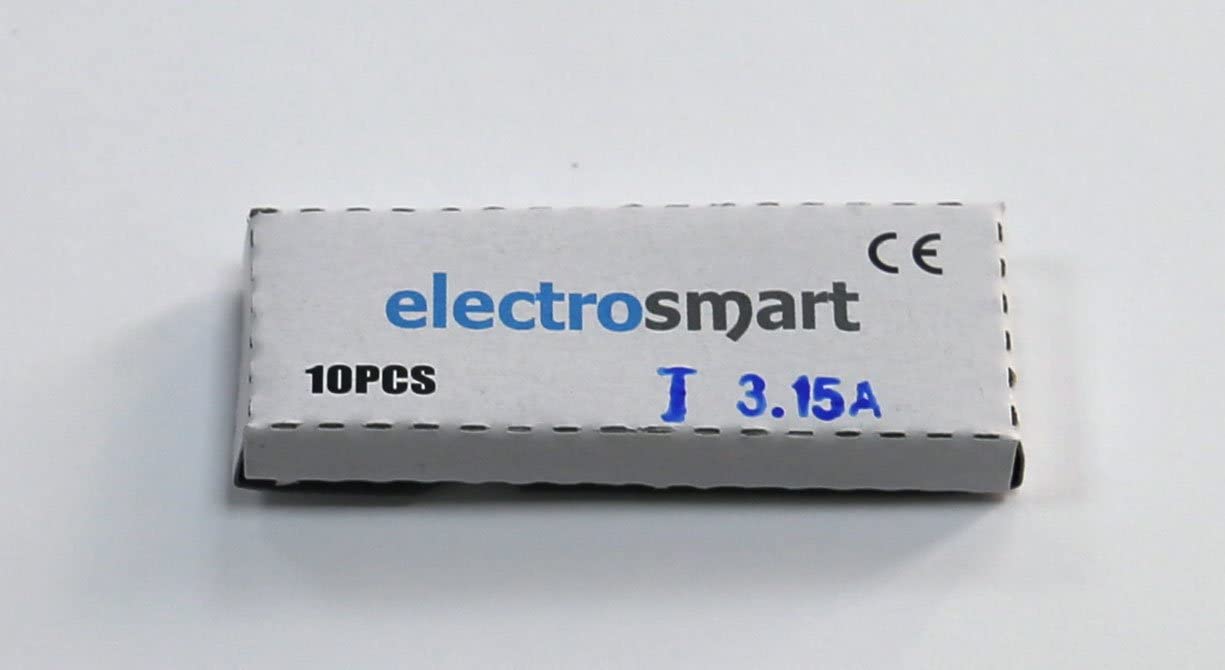 CE
electrosmart
10PCS T 3.15A